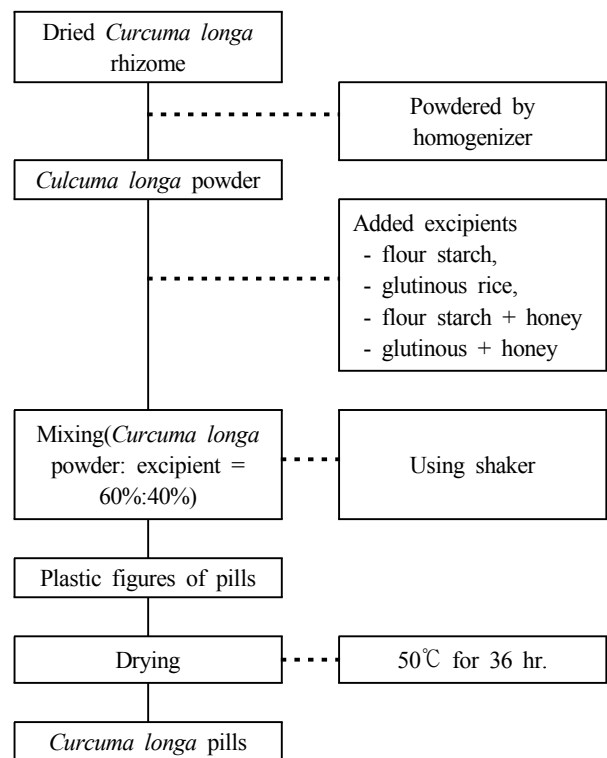 Dried Curcuma longa
rhizome
Powdered by
homogenizer
Culcuma longa powder
Added excipients
- flour starch,
- glutinous rice,
- flour starch + honey
- glutinous + honey
Mixing(Curcuma longa
powder: excipient =
60%:40%)
Using shaker
Plastic figures of pills
Drying
50℃ for 36 hr.
Curcuma longa pills